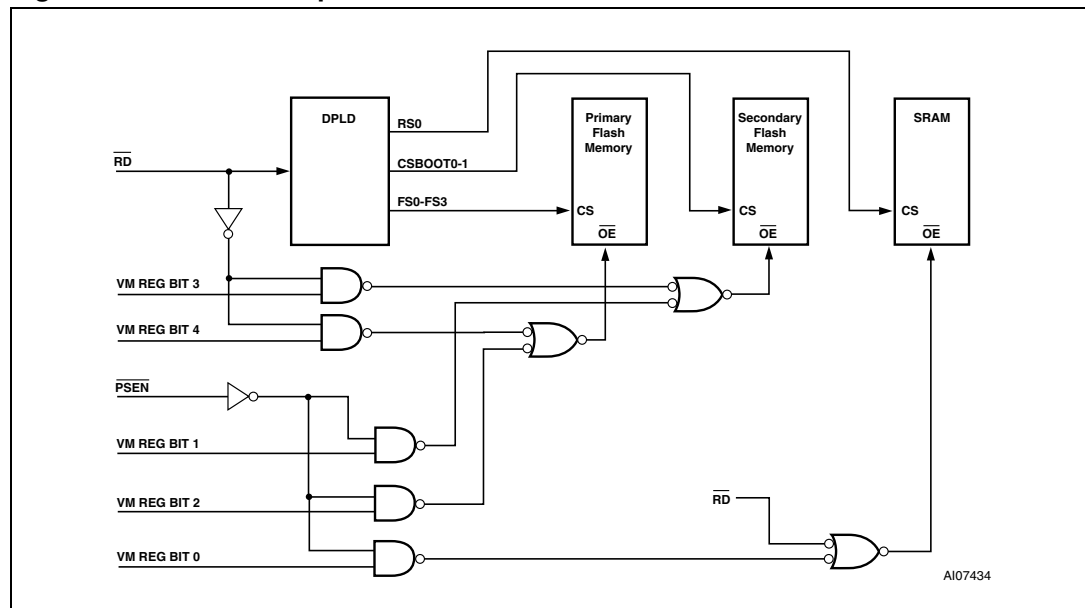 DPLD
RS0
CSBOOT0-1
FS0-FS3
Primary
Flash
Memory
CS
OE
Secondary
Flash
Memory
CS
OE
SRAM
CS
OE
RD
VM REG BIT 3
VM REG BIT 4
PSEN
VM REG BIT 1
VM REG BIT 2
VM REG BIT 0
RD
AI07434